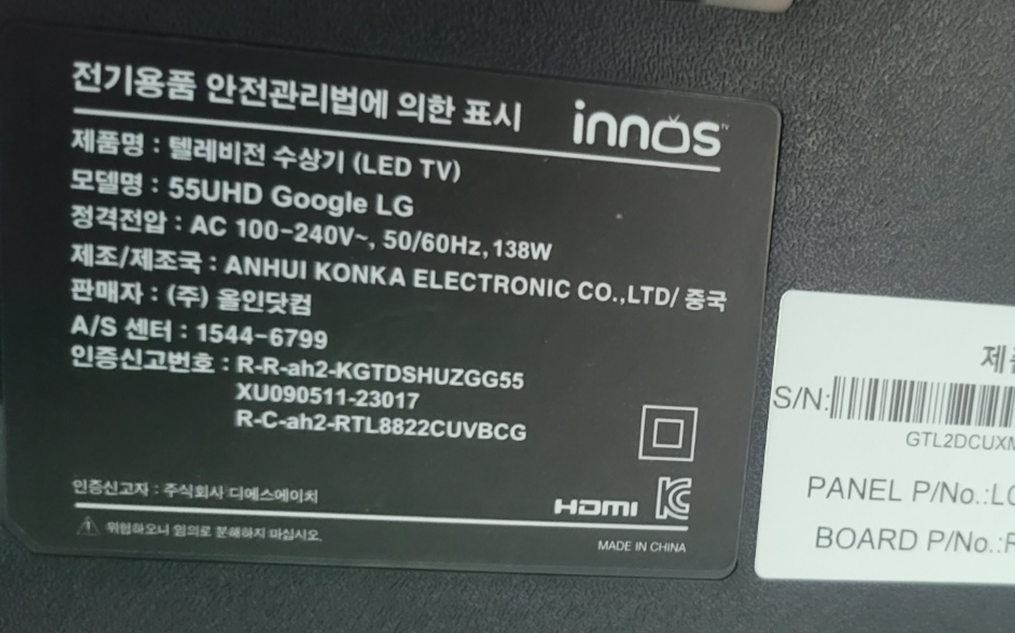 전기용품 안전관리법에 의한 표시
innos tv
제품명 : 텔레비전 수상기 (LED TV)
모델명 : 55UHD Google LG
정격전압 : AC 100-240V~, 50/60Hz, 138W
제조/제조국 : ANHUI KONKA ELECTRONIC CO.,LTD/ 중국
판매자 : (주) 올인닷컴
A/S 센터 : 1544-6799
인증신고번호 : R-R-ah2-KGTDSHUZGG55
XU090511-23017
R-C-ah2-RTL8822CUVBCG
인증신고자 : 주식회사 디에스에이치
HDMI
위험하오니 임의로 분해하지 마십시오.
MADE IN CHINA
S/N:
GTL2DCUXM
PANEL P/No.:LC
BOARD P/No.:R